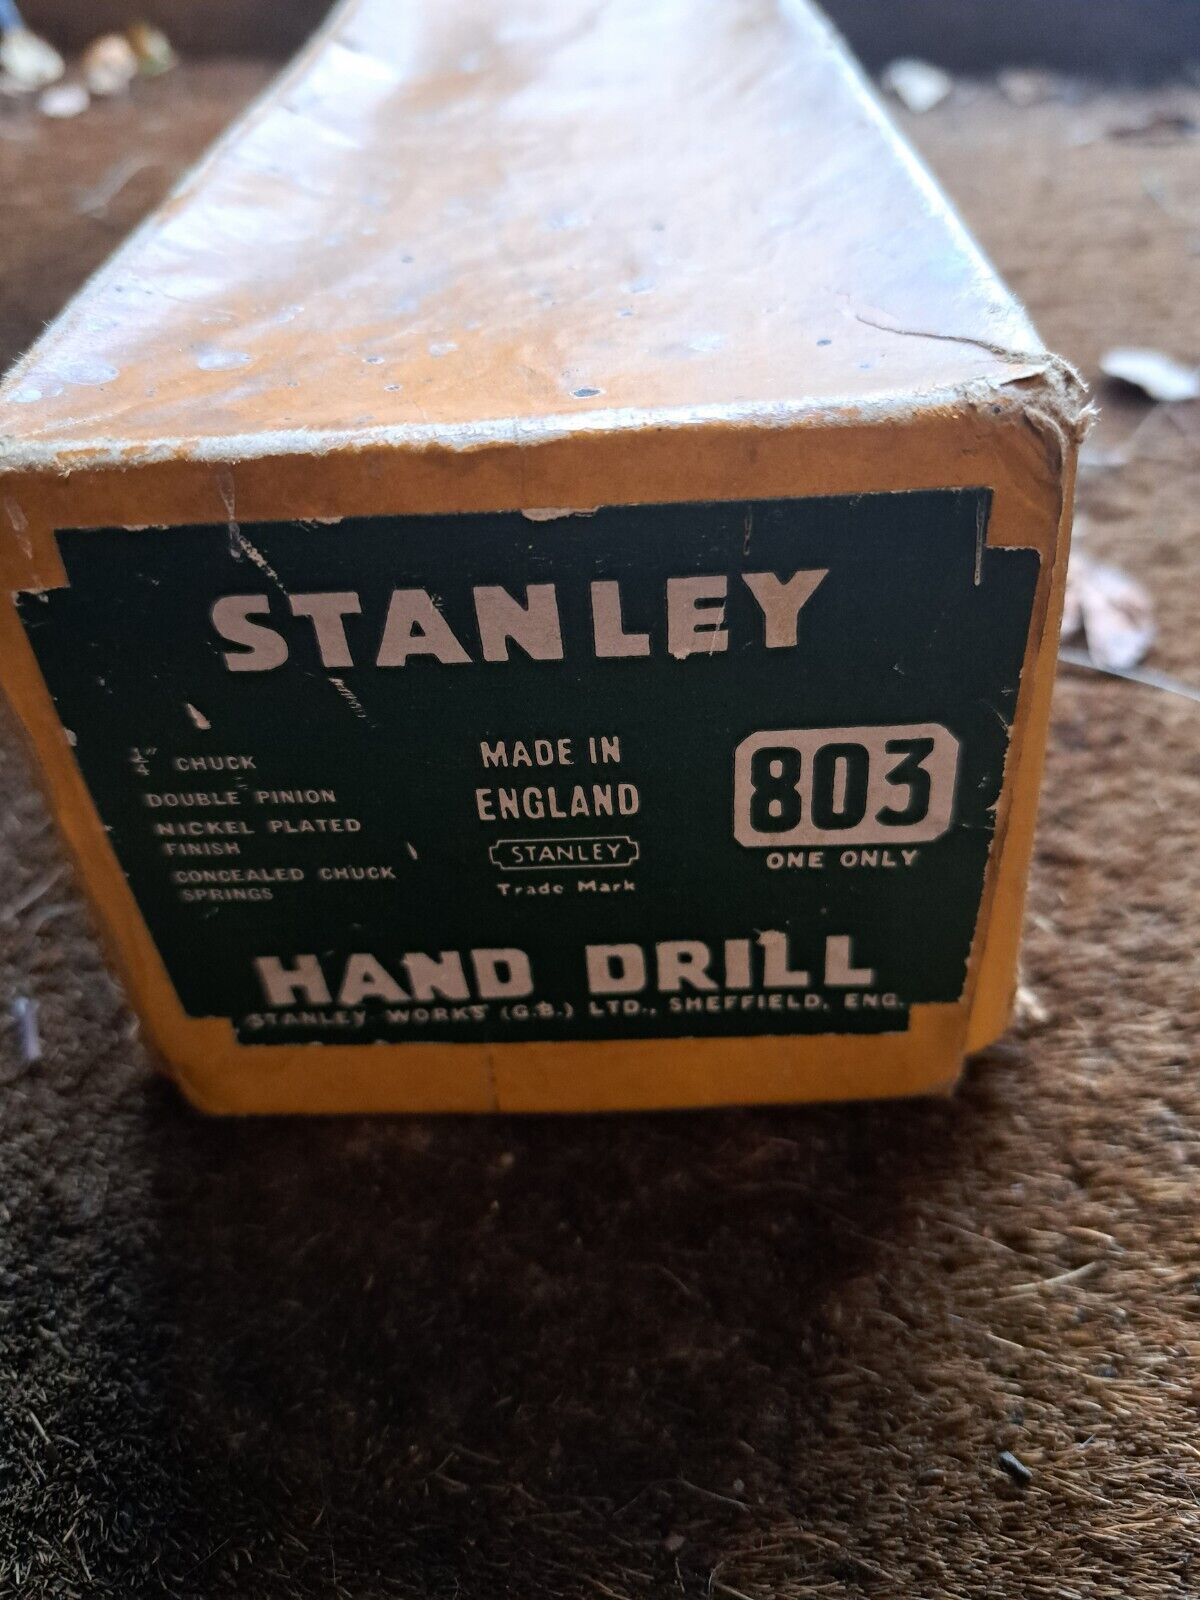 STANLEY
1/4" CHUCK
DOUBLE PINION
NICKEL PLATED
FINISH
CONCEALED CHUCK
SPRINGS
MADE IN
ENGLAND
STANLEY
Trade Mark
803
ONE ONLY
HAND DRILL
STANLEY WORKS (G.B.) LTD., SHEFFIELD, ENG.